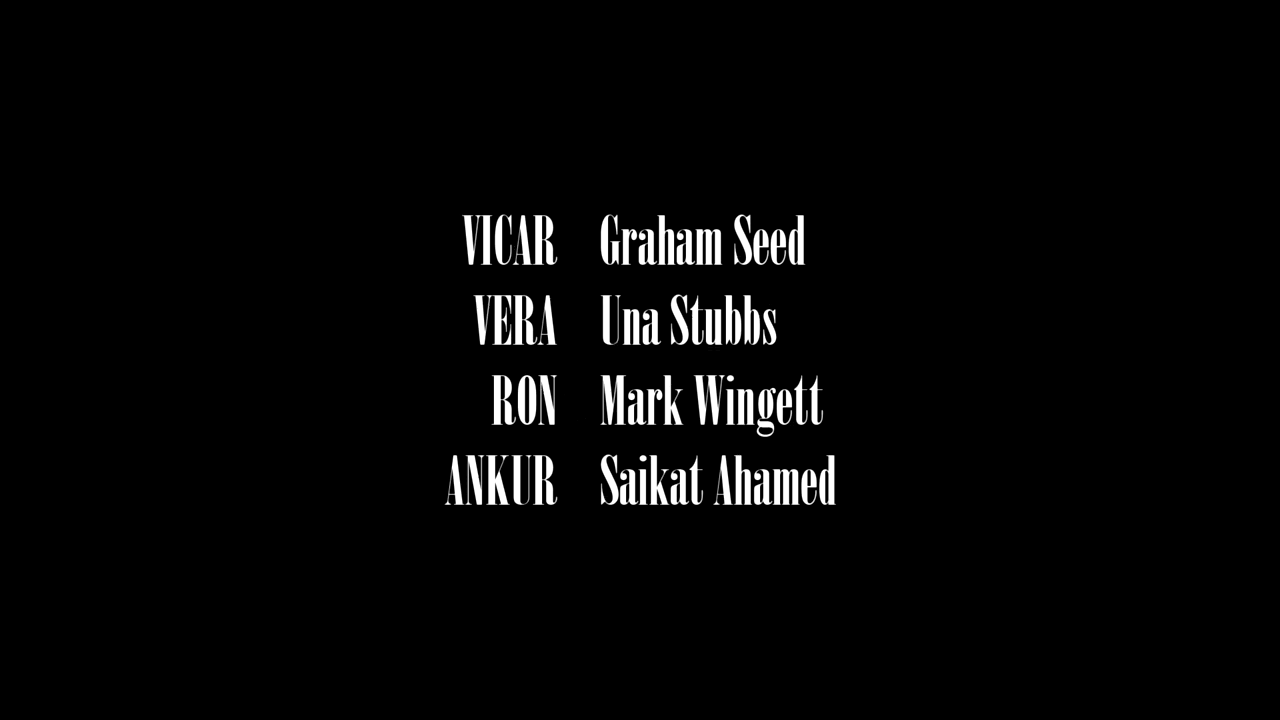 VICAR Graham Seed
VERA Una Stubbs
RON Mark Wingett
ANKUR Saikat Ahamed